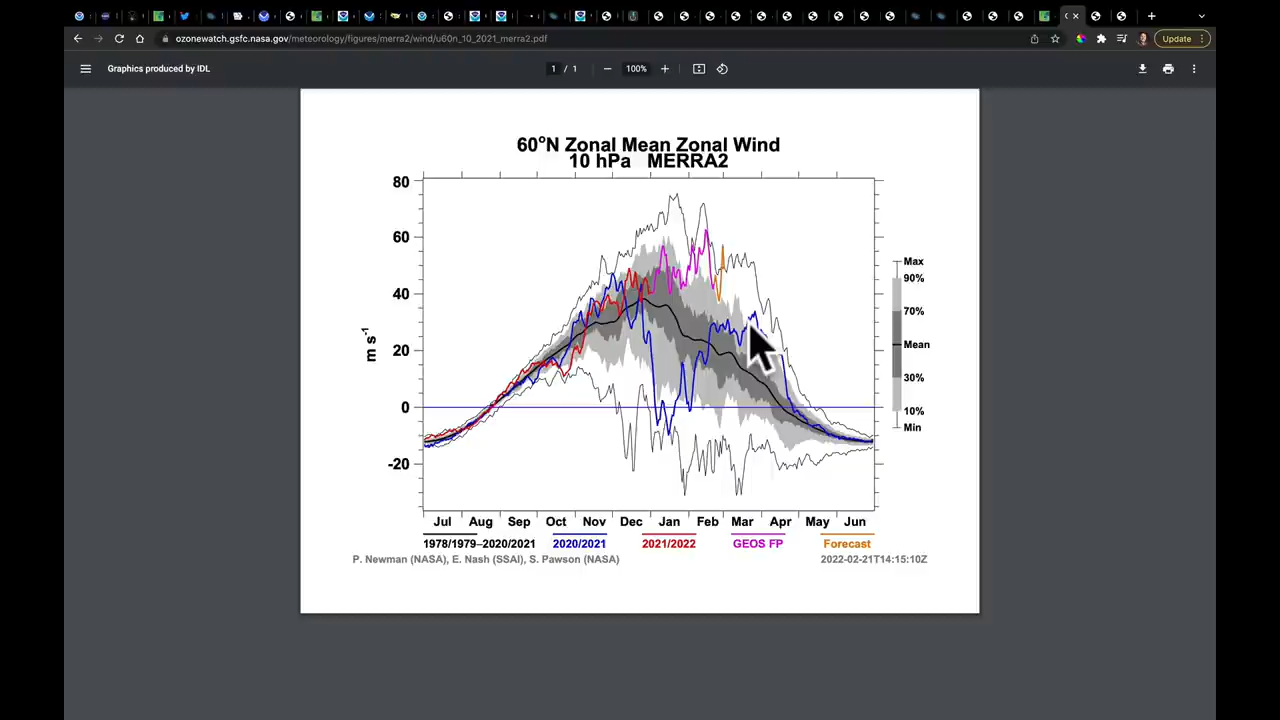 ozonewatch.gsfc.nasa.gov/meteorology/figures/merra2/wind/u60n_10_2021_merra2.pdf
Update
Graphics produced by IDL
1 / 1
100%
60°N Zonal Mean Zonal Wind
10 hPa MERRA2
80
60
40
20
0
-20
m s⁻¹
Max
90%
70%
Mean
30%
10%
Min
Jul Aug Sep Oct Nov Dec Jan Feb Mar Apr May Jun
1978/1979–2020/2021 2020/2021 2021/2022 GEOS FP Forecast
P. Newman (NASA), E. Nash (SSAI), S. Pawson (NASA) 2022-02-21T14:15:10Z